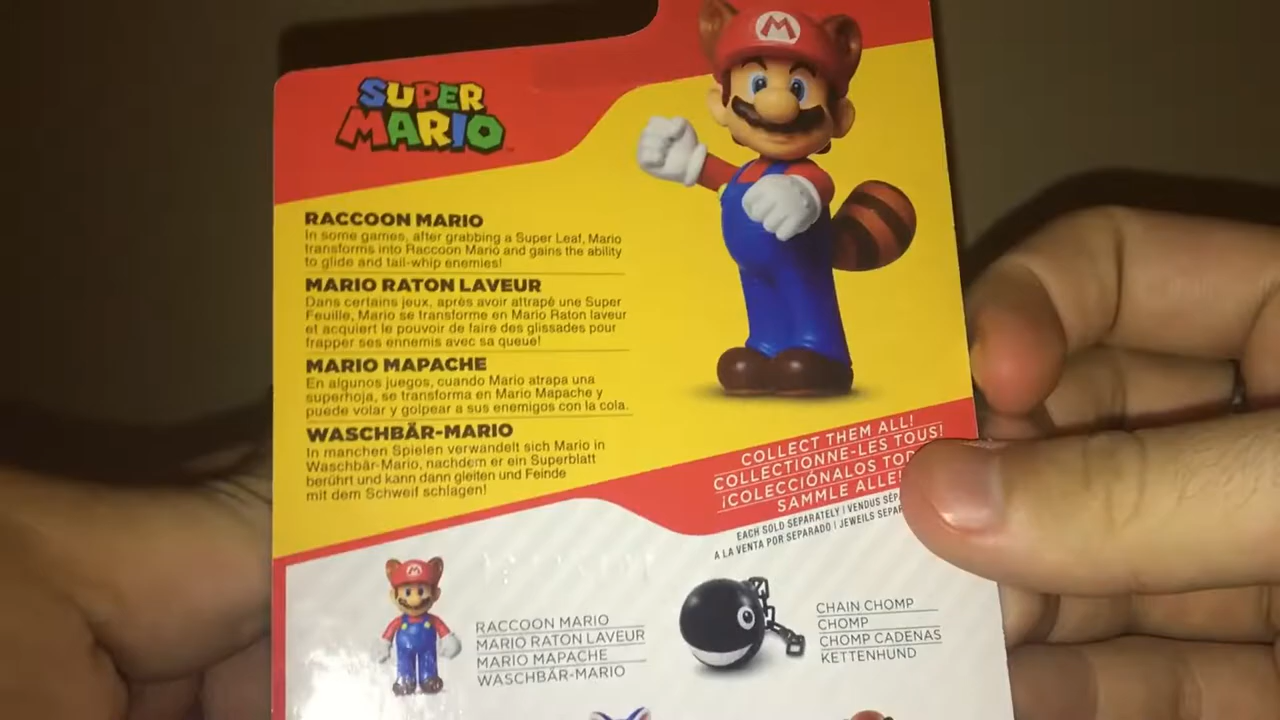 SUPER
MARIO
M
RACCOON MARIO
In some games, after grabbing a Super Leaf, Mario
transforms into Raccoon Mario and gains the ability
to glide and tail-whip enemies!
MARIO RATON LAVEUR
Dans certains jeux, après avoir attrapé une Super
Feuille, Mario se transforme en Mario Raton laveur
et acquiert le pouvoir de faire des glissades pour
frapper ses ennemis avec sa queue!
MARIO MAPACHE
En algunos juegos, cuando Mario atrapa una
superhoja, se transforma en Mario Mapache y
puede volar y golpear a sus enemigos con la cola.
WASCHBÄR-MARIO
In manchen Spielen verwandelt sich Mario in
Waschbär-Mario, nachdem er ein Superblatt
berührt und kann dann gleiten und Feinde
mit dem Schweif schlagen!
COLLECT THEM ALL!
COLLECTIONNE-LES TOUS!
¡COLECCIÓNALOS
SAMMLE
EACH SOLD SEPARATELY | VENDUS
A LA VENTA POR SEPARADO | JEWEILS
M
RACCOON MARIO
MARIO RATON LAVEUR
MARIO MAPACHE
WASCHBÄR-MARIO
CHAIN CHOMP
CHOMP
CHOMP CADENAS
KETTENHUND